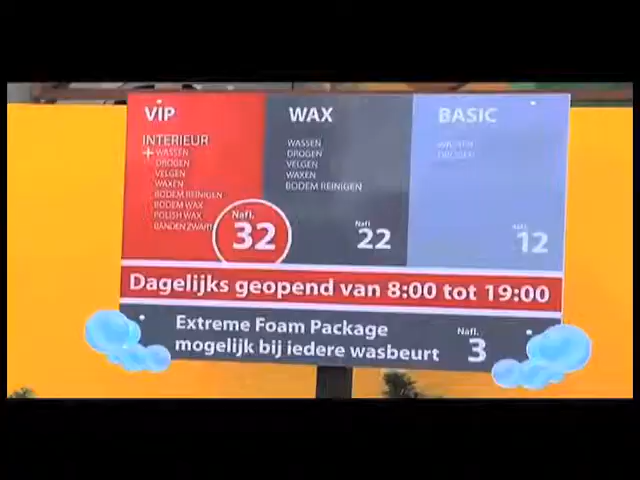 VIP
INTERIEUR
+ WASSEN
DROGEN
VELGEN
WAXEN
BODEM REINIGEN
BODEM WAX
POLISH WAX
BANDEN ZWART
Nafl.
32
WAX
WASSEN
DROGEN
VELGEN
WAXEN
BODEM REINIGEN
Nafl.
22
BASIC
WASSEN
DROGEN
Nafl.
12
Dagelijks geopend van 8:00 tot 19:00
Extreme Foam Package
mogelijk bij iedere wasbeurt
Nafl.
3